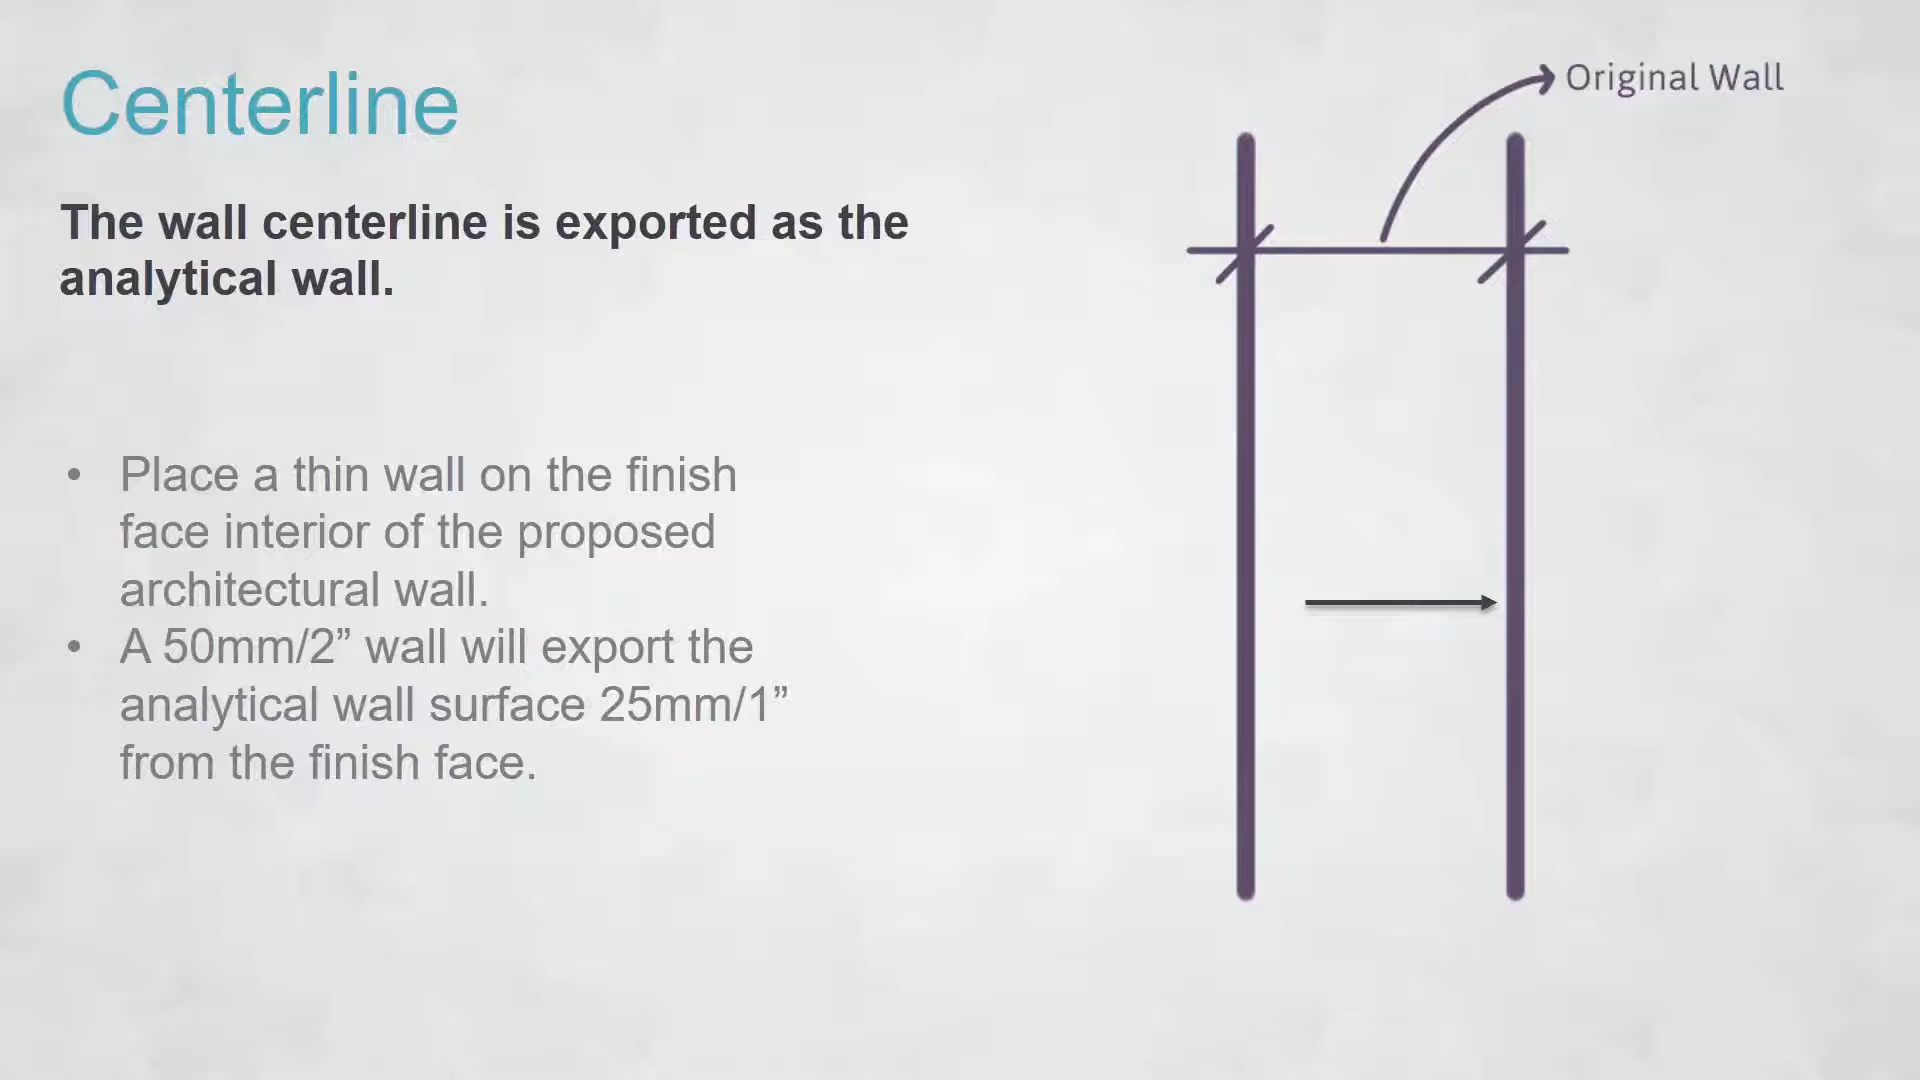 Centerline
Original Wall
The wall centerline is exported as the
analytical wall.
• Place a thin wall on the finish
face interior of the proposed
architectural wall.
• A 50mm/2” wall will export the
analytical wall surface 25mm/1”
from the finish face.